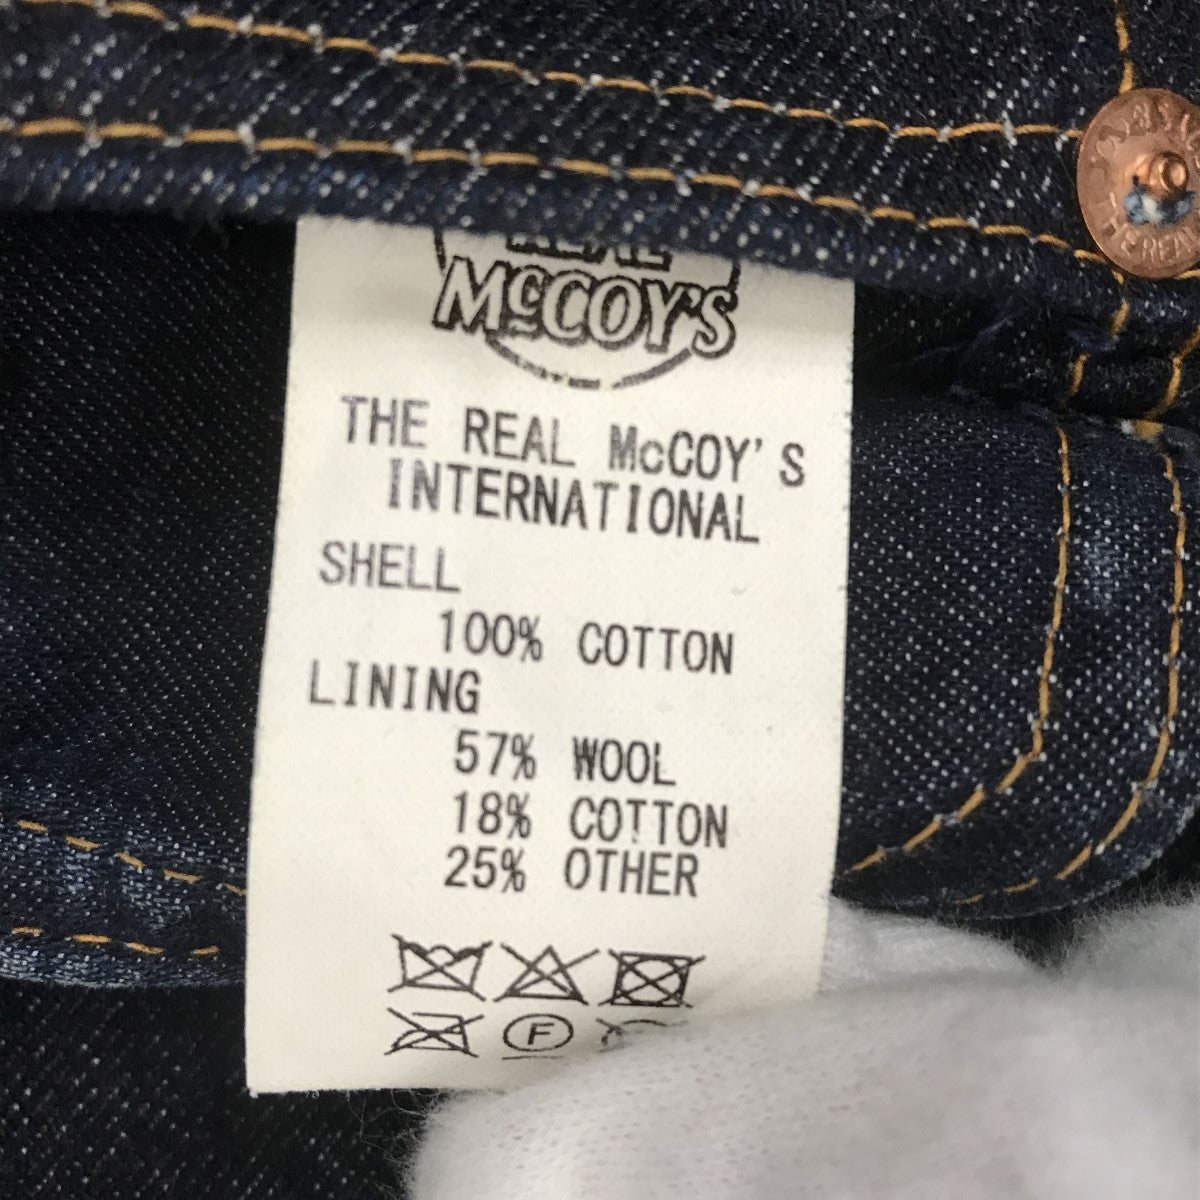 McCOY'S
THE REAL McCOY'S
INTERNATIONAL
SHELL
100% COTTON
LINING
57% WOOL
18% COTTON
25% OTHER
F